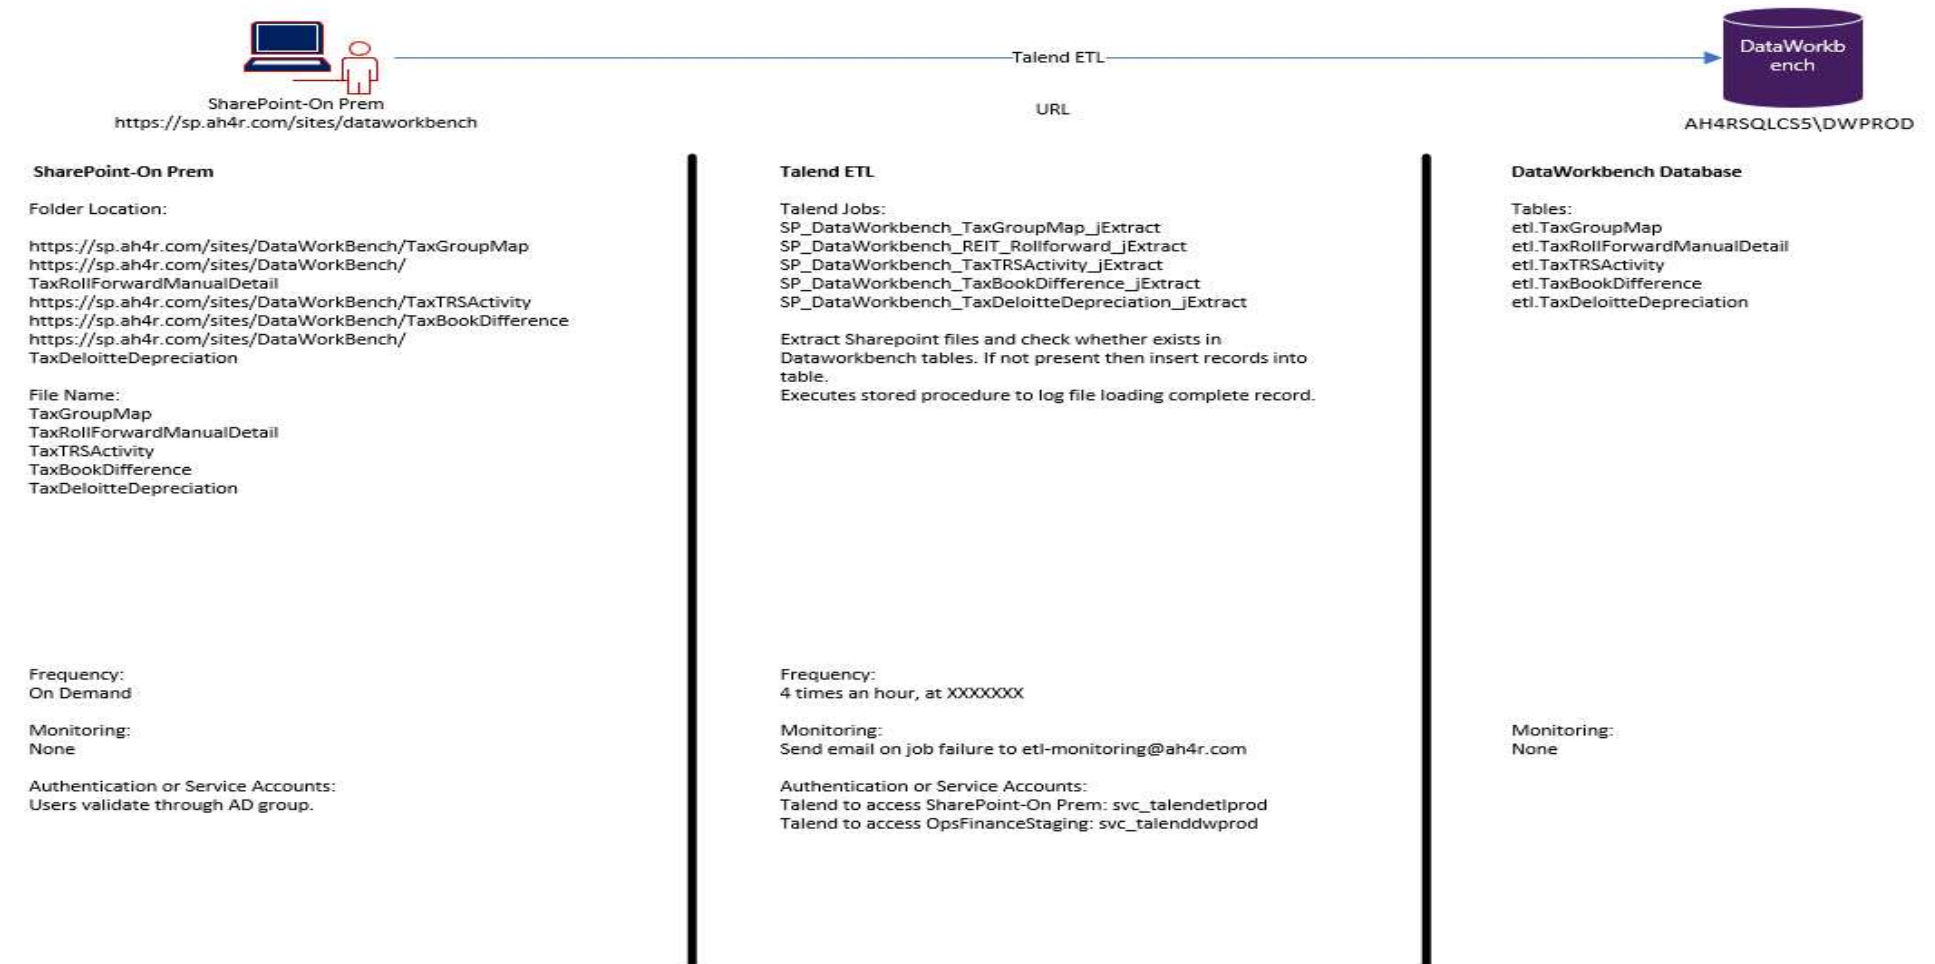 Talend ETL
DataWorkb
ench
SharePoint-On Prem
https://sp.ah4r.com/sites/dataworkbench
URL
AH4RSQLCS5\DWPROD
SharePoint-On Prem
Folder Location:
https://sp.ah4r.com/sites/DataWorkBench/TaxGroupMap
https://sp.ah4r.com/sites/DataWorkBench/
TaxRollForwardManualDetail
https://sp.ah4r.com/sites/DataWorkBench/TaxTRSActivity
https://sp.ah4r.com/sites/DataWorkBench/TaxBookDifference
https://sp.ah4r.com/sites/DataWorkBench/
TaxDeloitteDepreciation
File Name:
TaxGroupMap
TaxRollForwardManualDetail
TaxTRSActivity
TaxBookDifference
TaxDeloitteDepreciation
Frequency:
On Demand
Monitoring:
None
Authentication or Service Accounts:
Users validate through AD group.
Talend ETL
Talend Jobs:
SP_DataWorkbench_TaxGroupMap_jExtract
SP_DataWorkbench_REIT_Rollforward_jExtract
SP_DataWorkbench_TaxTRSActivity_jExtract
SP_DataWorkbench_TaxBookDifference_jExtract
SP_DataWorkbench_TaxDeloitteDepreciation_jExtract
Extract Sharepoint files and check whether exists in
Dataworkbench tables. If not present then insert records into
table.
Executes stored procedure to log file loading complete record.
Frequency:
4 times an hour, at XXXXXXX
Monitoring:
Send email on job failure to etl-monitoring@ah4r.com
Authentication or Service Accounts:
Talend to access SharePoint-On Prem: svc_talendetlprod
Talend to access OpsFinanceStaging: svc_talenddwprod
DataWorkbench Database
Tables:
etl.TaxGroupMap
etl.TaxRollForwardManualDetail
etl.TaxTRSActivity
etl.TaxBookDifference
etl.TaxDeloitteDepreciation
Monitoring:
None